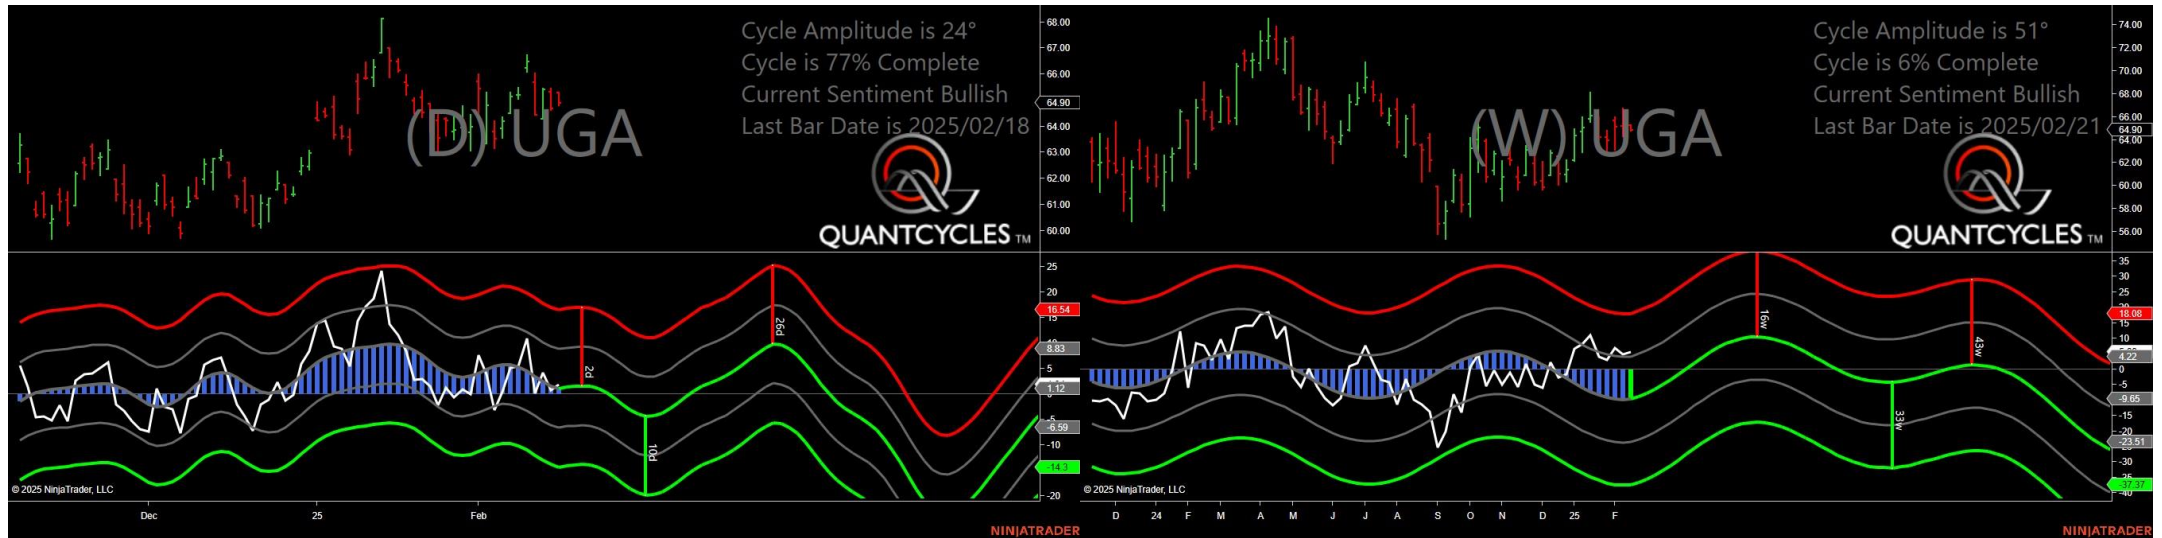 Cycle Amplitude is 24°
Cycle is 77% Complete
Current Sentiment Bullish
Last Bar Date is 2025/02/18
(D) UGA
QUANTCYCLES TM
68.00
67.00
66.00
64.90
64.00
63.00
62.00
61.00
60.00
25
20
16.54
15
8.83
5
1.12
-5
-6.59
-10
-14.3
-20
2d
10d
26d
© 2025 NinjaTrader, LLC
Dec 25 Feb
NINJATRADER
Cycle Amplitude is 51°
Cycle is 6% Complete
Current Sentiment Bullish
Last Bar Date is 2025/02/21
(W) UGA
QUANTCYCLES TM
74.00
72.00
70.00
68.00
66.00
64.90
64.00
62.00
60.00
58.00
56.00
35
30
25
18.08
15
10
4.22
0
-5
-9.65
-15
-20
-23.51
-30
-35
-37.37
-40
16w
33w
43w
© 2025 NinjaTrader, LLC
D 24 F M A M J J A S O N D 25 F
NINJATRADER